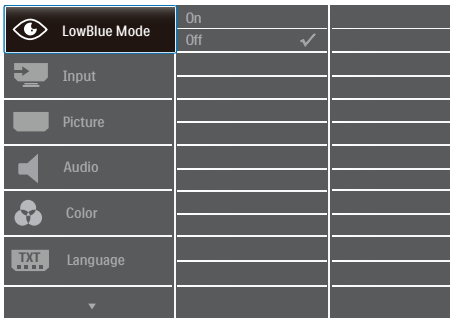 LowBlue Mode
On
Off
Input
Picture
Audio
Color
TXT
Language